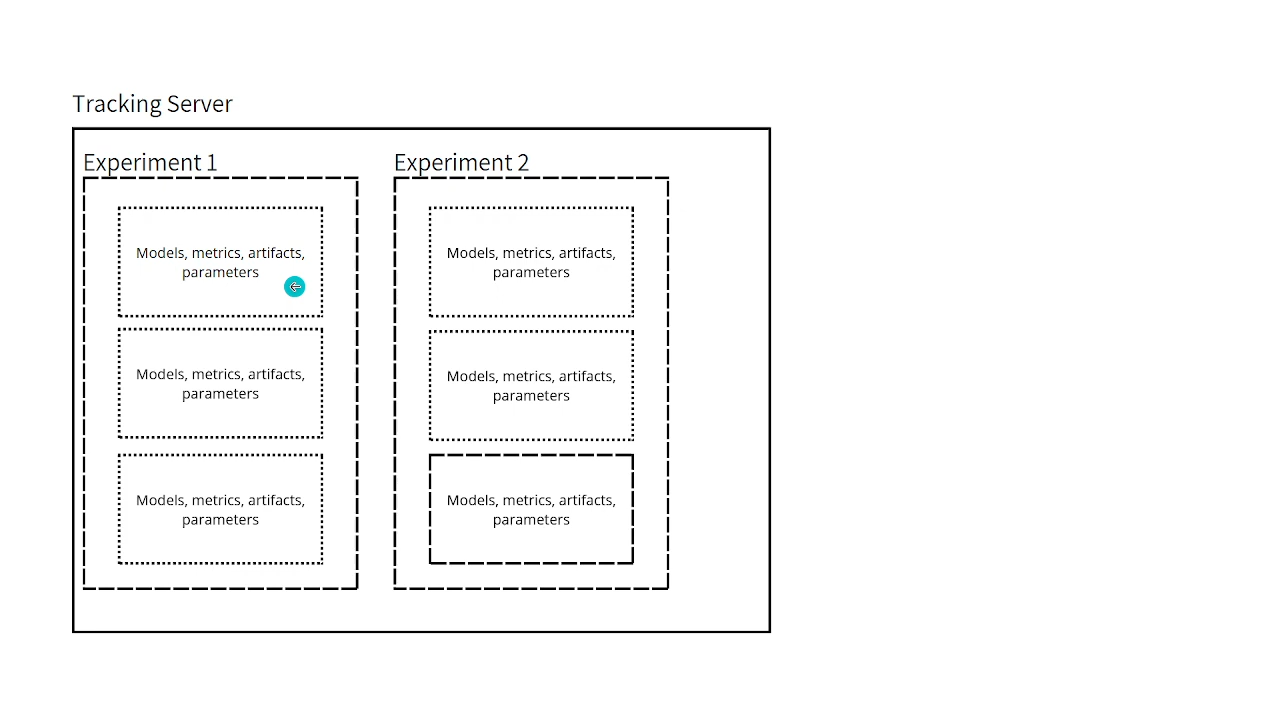 Tracking Server
Experiment 1
Models, metrics, artifacts,
parameters
Models, metrics, artifacts,
parameters
Models, metrics, artifacts,
parameters
Experiment 2
Models, metrics, artifacts,
parameters
Models, metrics, artifacts,
parameters
Models, metrics, artifacts,
parameters